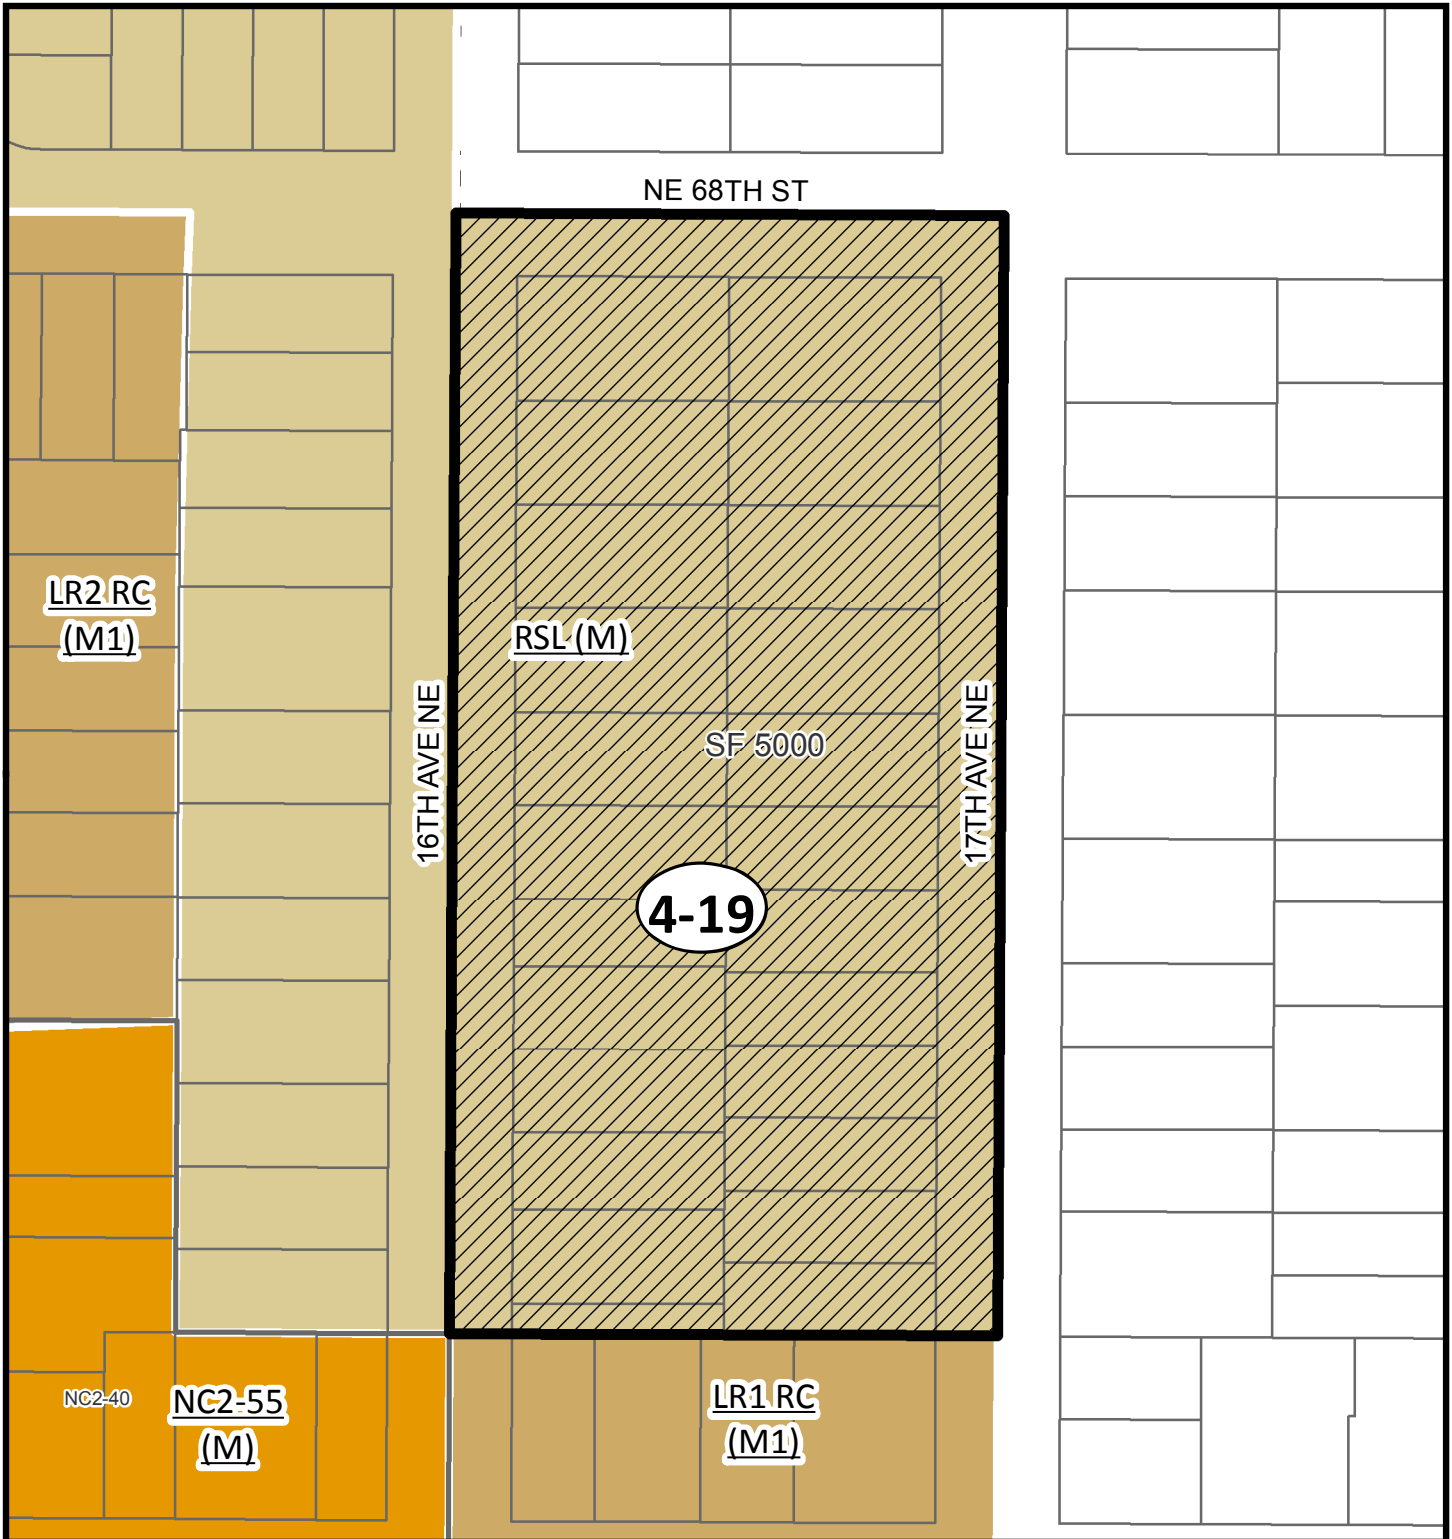 NE 68TH ST
LR2 RC
(M1)
RSL (M)
16TH AVE NE
17TH AVE NE
SF 5000
4-19
NC2-40
NC2-55
(M)
LR1 RC
(M1)